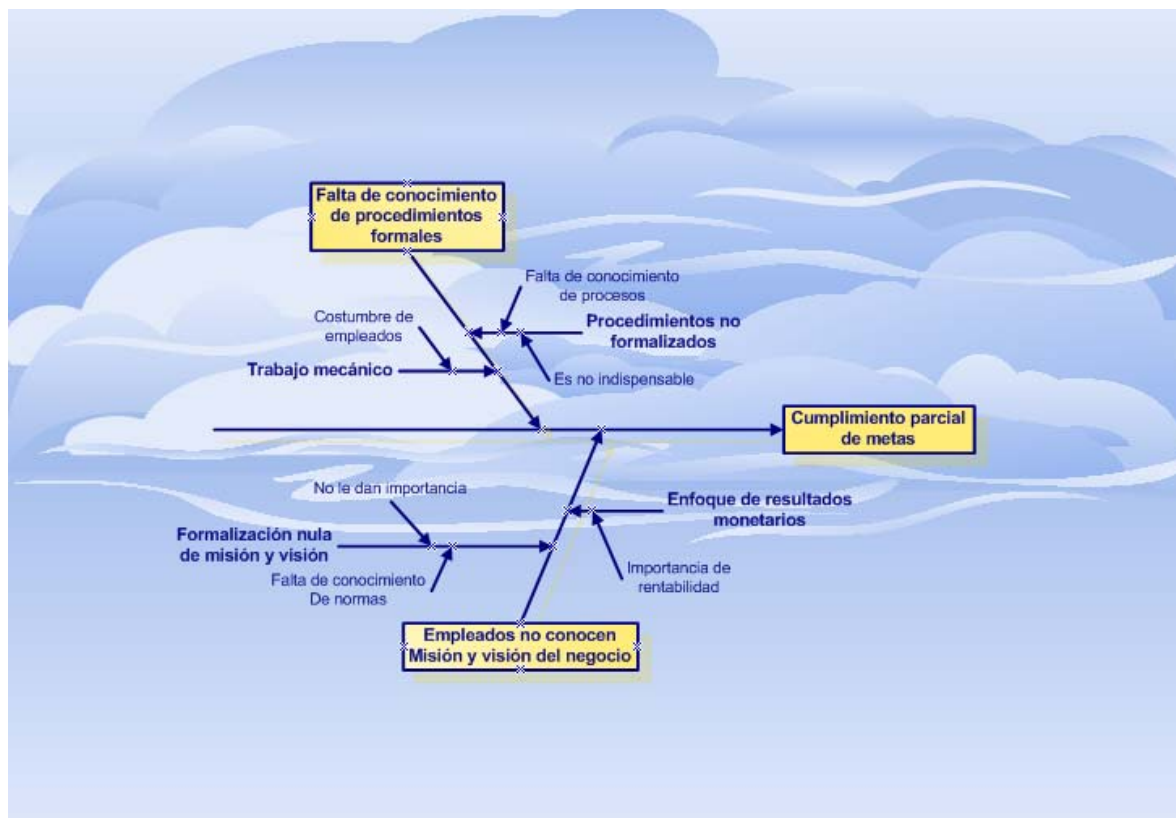 Falta de conocimiento
de procedimientos
formales
Falta de conocimiento
de procesos
Costumbre de
empleados
Procedimientos no
formalizados
Trabajo mecánico
Es no indispensable
Cumplimiento parcial
de metas
No le dan importancia
Enfoque de resultados
monetarios
Formalización nula
de misión y visión
Falta de conocimiento
De normas
Importancia de
rentabilidad
Empleados no conocen
Misión y visión del negocio